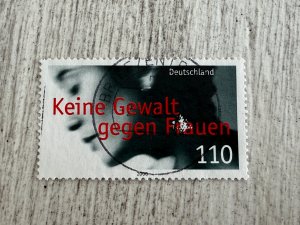 Deutschland
Keine Gewalt
gegen Frauen
110